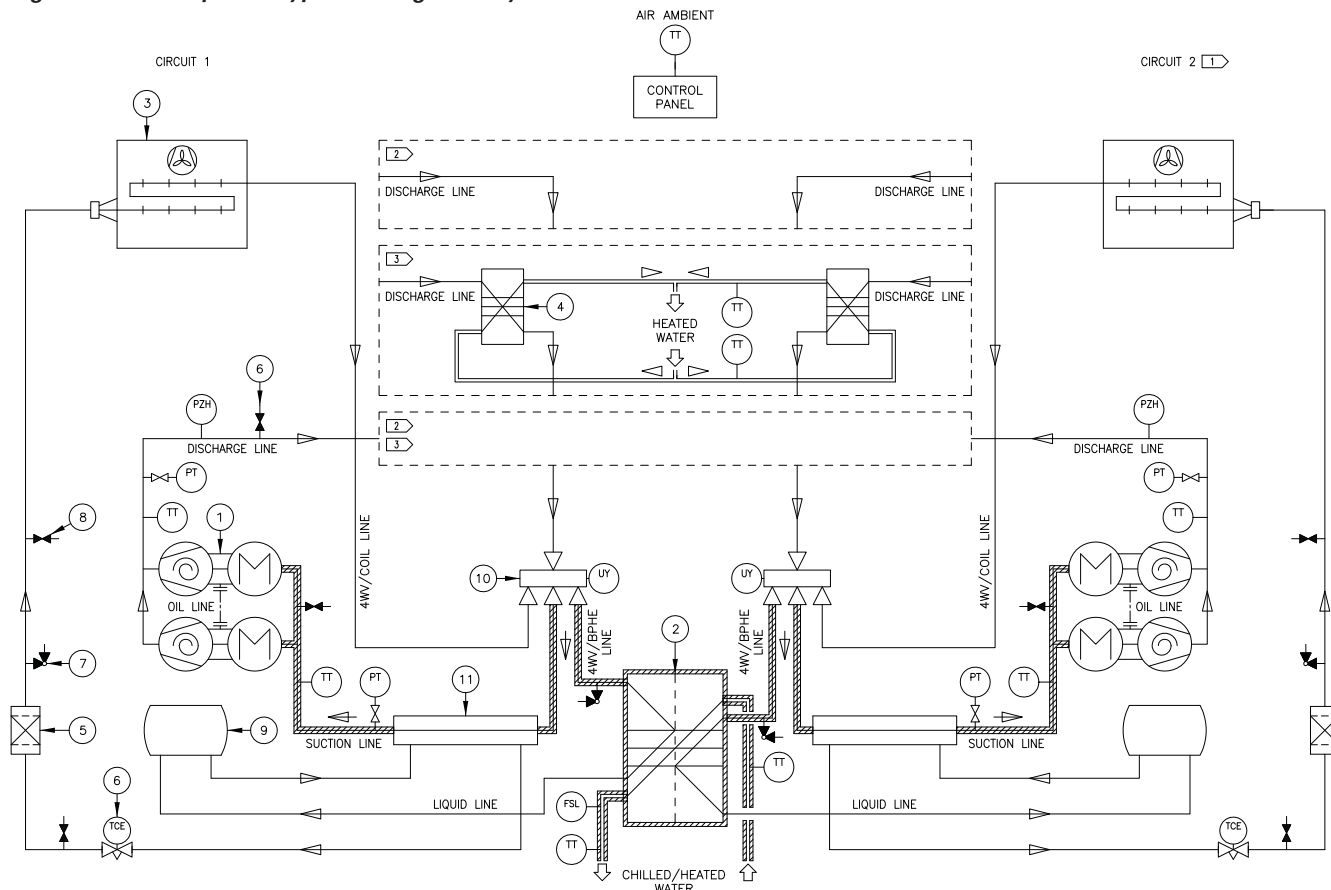 AIR AMBIENT
TT
CIRCUIT 1
CIRCUIT 2 1
CONTROL
PANEL
3
2
DISCHARGE LINE
DISCHARGE LINE
3
DISCHARGE LINE
4
TT
DISCHARGE LINE
HEATED
WATER
TT
6
PZH
DISCHARGE LINE
2
3
PZH
DISCHARGE LINE
PT
PT
TT
TT
8
1
4WV/COIL LINE
4WV/COIL LINE
10
UY
UY
OIL LINE
OIL LINE
4WV/BPHE
LINE
4WV/BPHE
LINE
2
7
TT
PT
11
PT
TT
5
9
SUCTION LINE
SUCTION LINE
TT
LIQUID LINE
FSL
LIQUID LINE
6
TCE
TT
TCE
CHILLED/HEATED
WATER